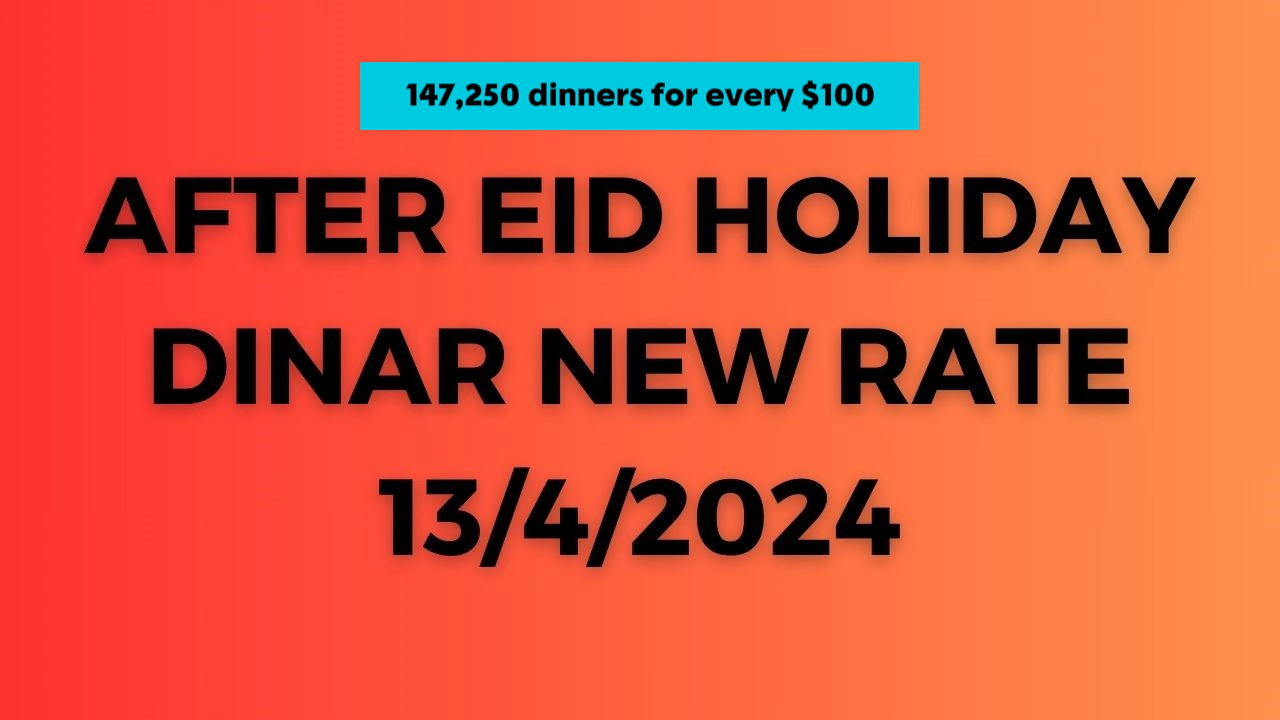 147,250 dinners for every $100
AFTER EID HOLIDAY
DINAR NEW RATE
13/4/2024